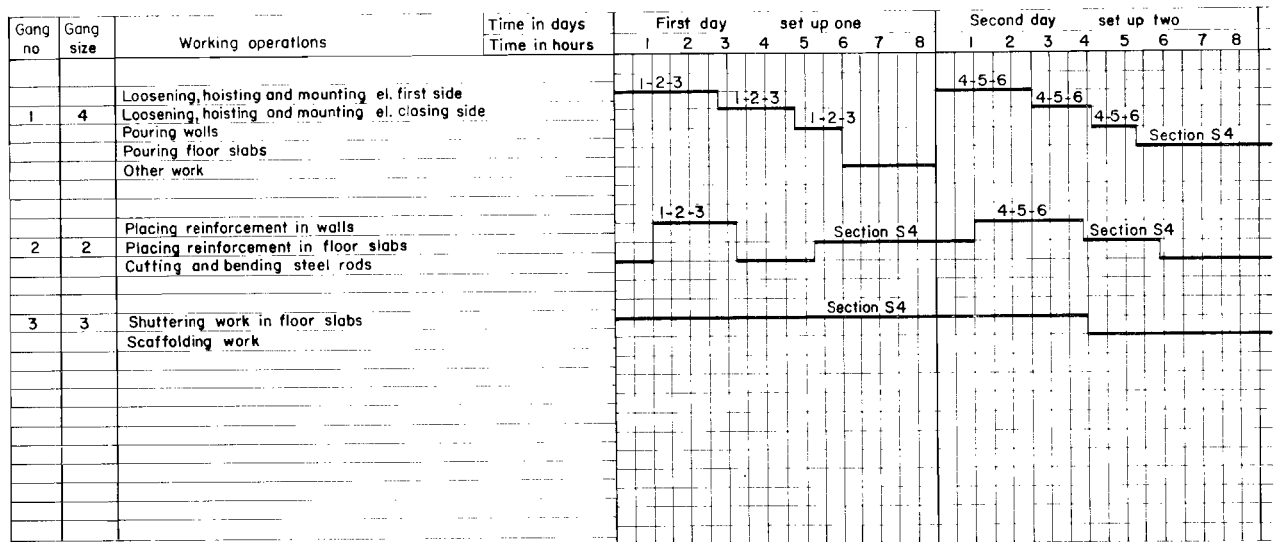 Gang no Gang size Working operations Time in days First day set up one Second day set up two
Time in hours 1 2 3 4 5 6 7 8 1 2 3 4 5 6 7 8
Loosening, hoisting and mounting el. first side 1-2-3 4-5-6
1 4 Loosening, hoisting and mounting el. closing side 1-2-3 4-5-6
Pouring walls 1-2-3 4-5-6
Pouring floor slabs Section S4
Other work
Placing reinforcement in walls 1-2-3 4-5-6
2 2 Placing reinforcement in floor slabs Section S4 Section S4
Cutting and bending steel rods
3 3 Shuttering work in floor slabs Section S4
Scaffolding work